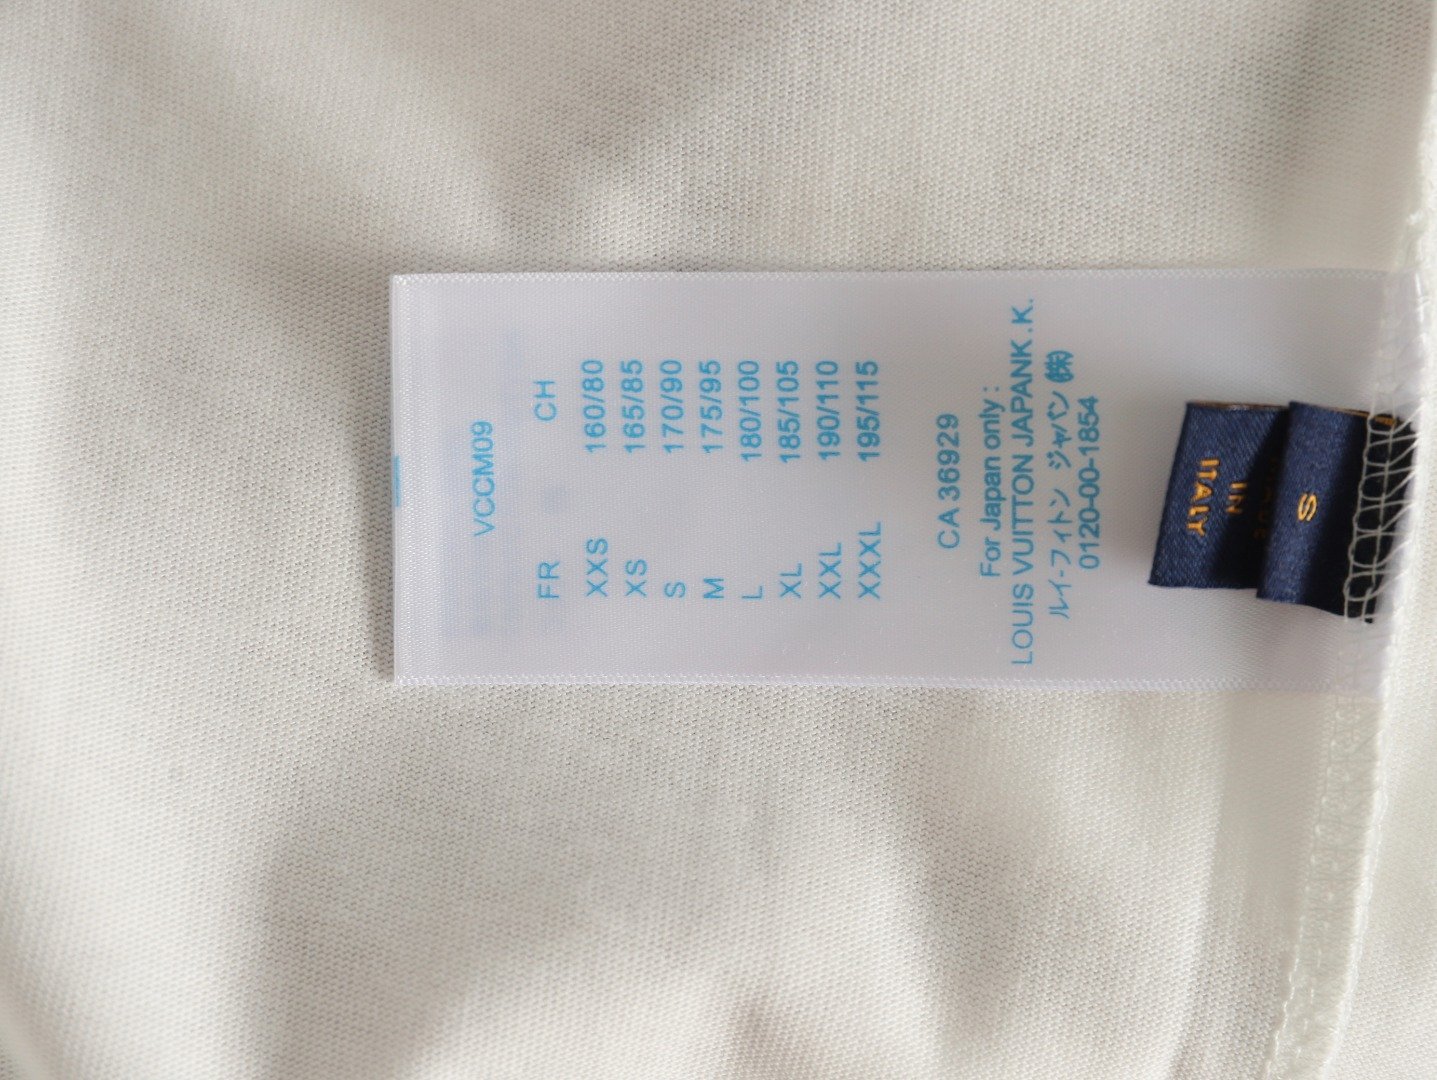 VCCM09
FR CH
XXS 160/80
XS 165/85
S 170/90
M 175/95
L 180/100
XL 185/105
XXL 190/110
XXXL 195/115
CA 36929
For Japan only :
LOUIS VUITTON JAPANK .K.
ルイ-フィトン ジャパン ㈱
0120-00-1854
S
IN
ITALY